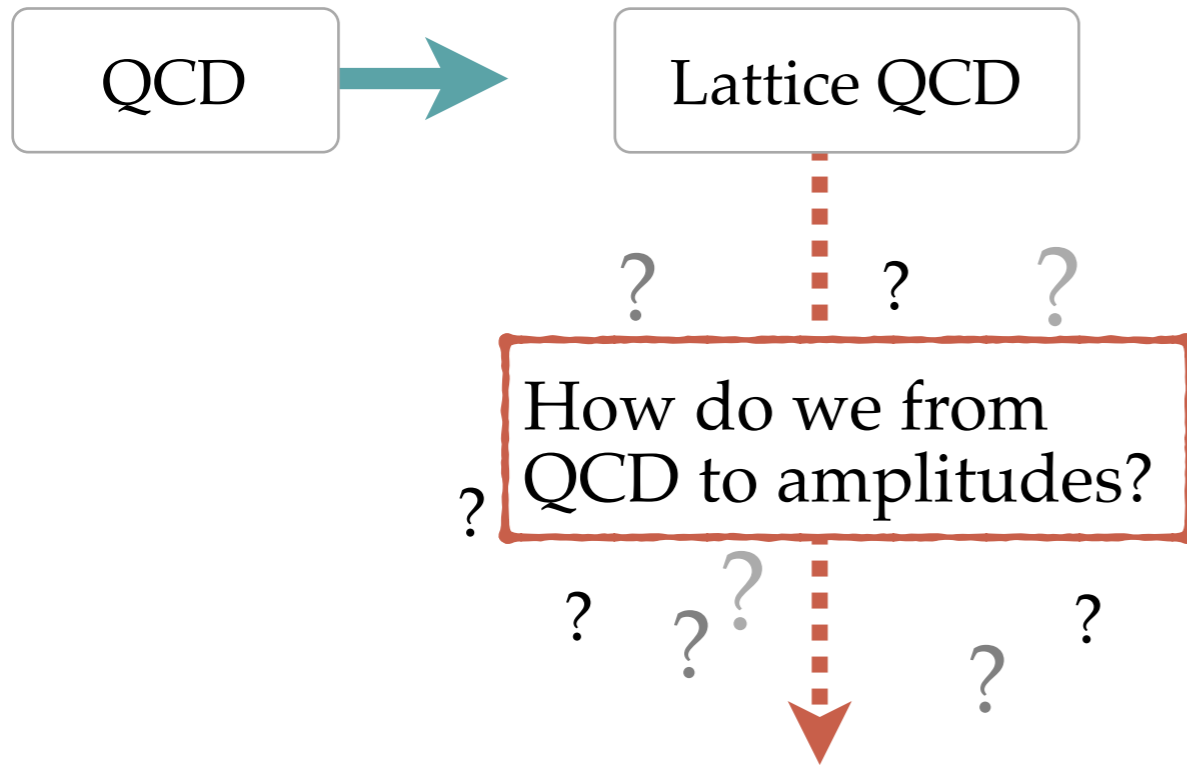 QCD
Lattice QCD
? ? ?
How do we from
QCD to amplitudes?
?
?
? ? ?
?